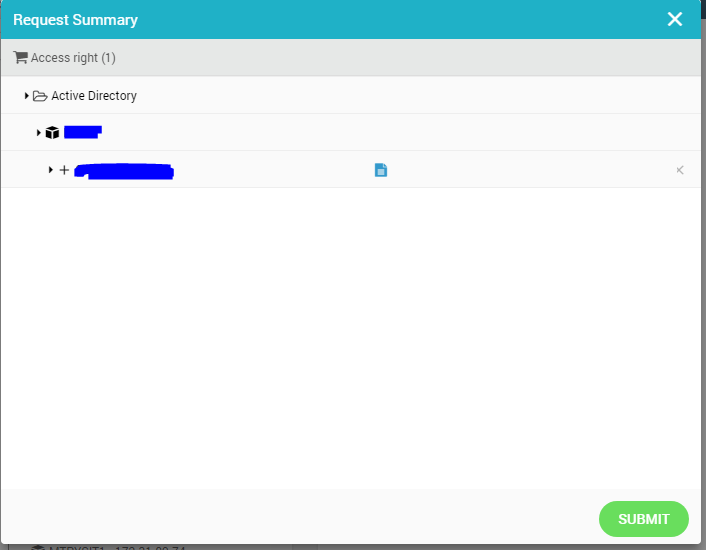 Request Summary
Access right (1)
Active Directory
SUBMIT